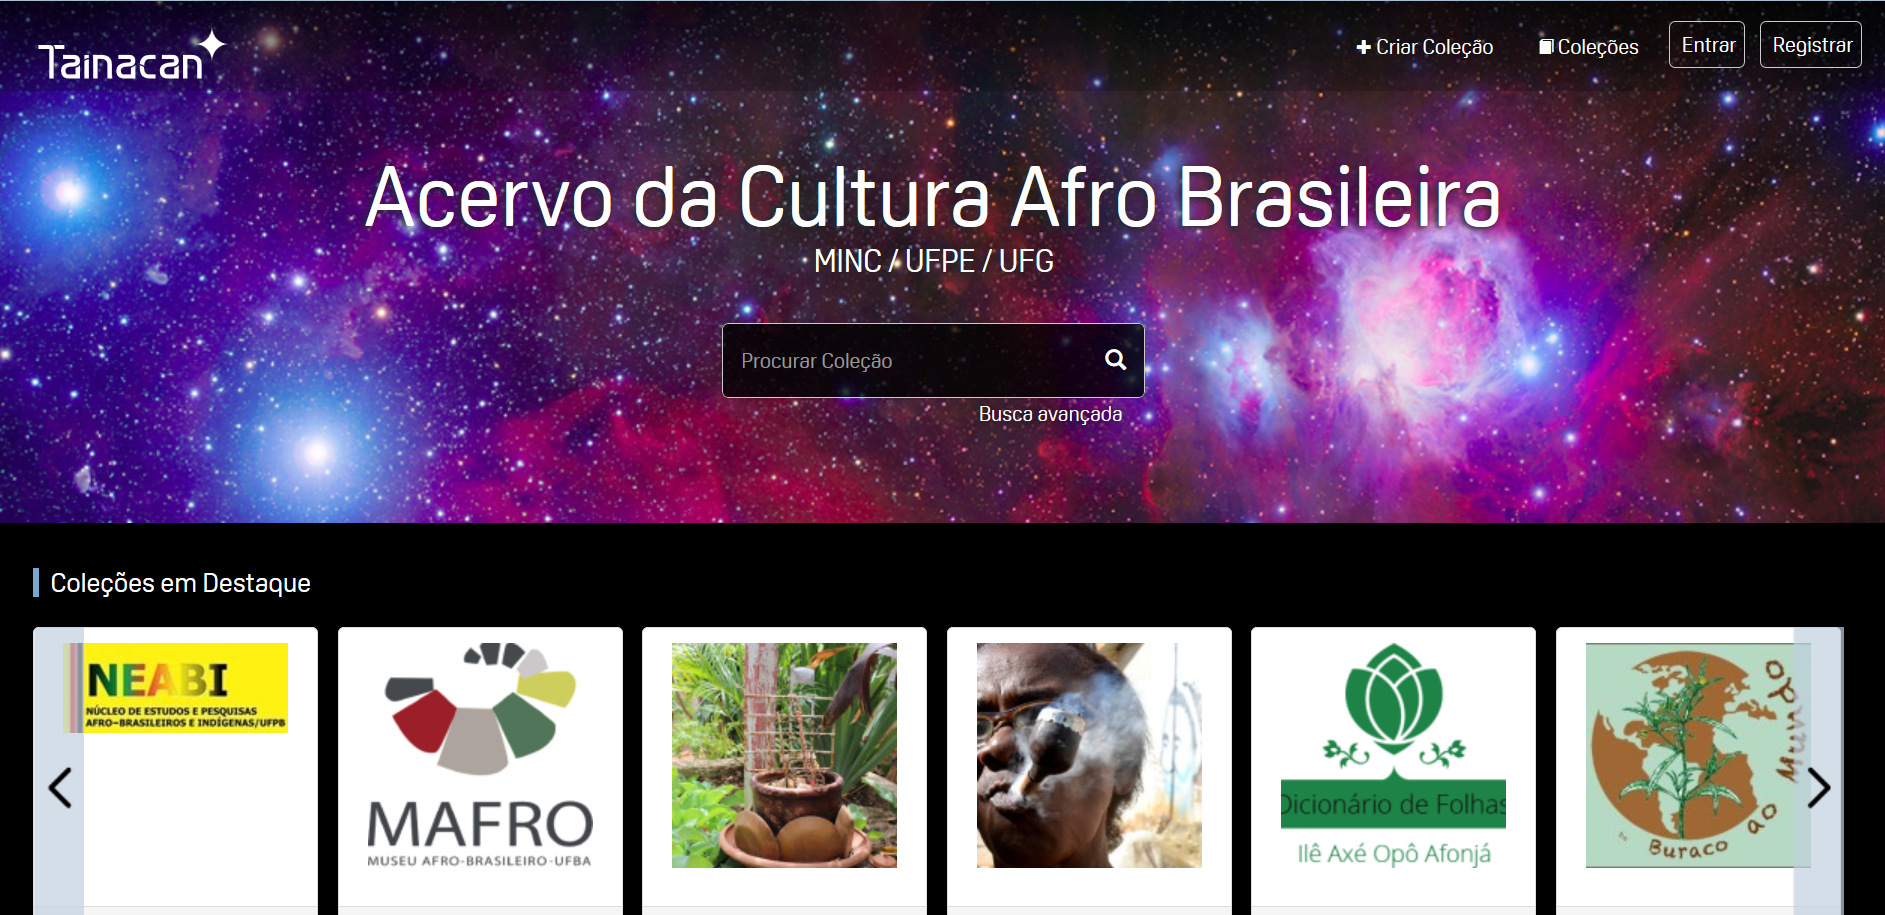 Tainacan
Criar Coleção
Coleções
Entrar
Registrar
Acervo da Cultura Afro Brasileira
MINC / UFPE / UFG
Procurar Coleção
Busca avançada
Coleções em Destaque
NEABI
NÚCLEO DE ESTUDOS E PESQUISAS
AFRO-BRASILEIROS E INDÍGENAS/UFPB
MAFRO
MUSEU AFRO-BRASILEIRO-UFBA
Dicionário de Folhas
Ilê Axé Opô Afonjá
Buraco ao Mundo